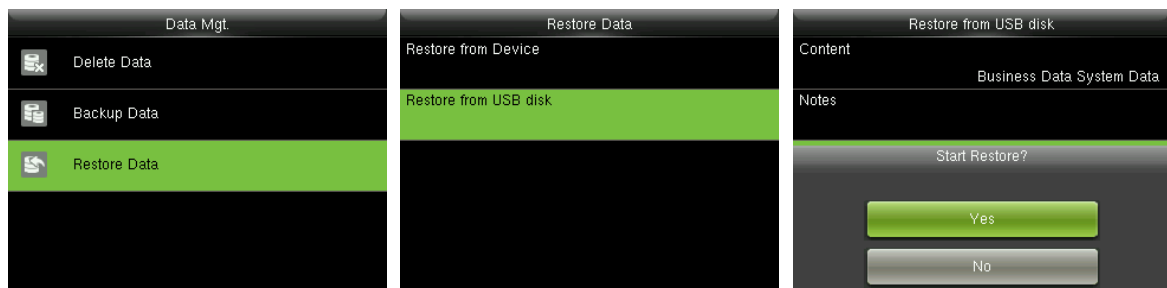 Data Mgt.
Delete Data
Backup Data
Restore Data
Restore Data
Restore from Device
Restore from USB disk
Restore from USB disk
Content
Business Data System Data
Notes
Start Restore?
Yes
No